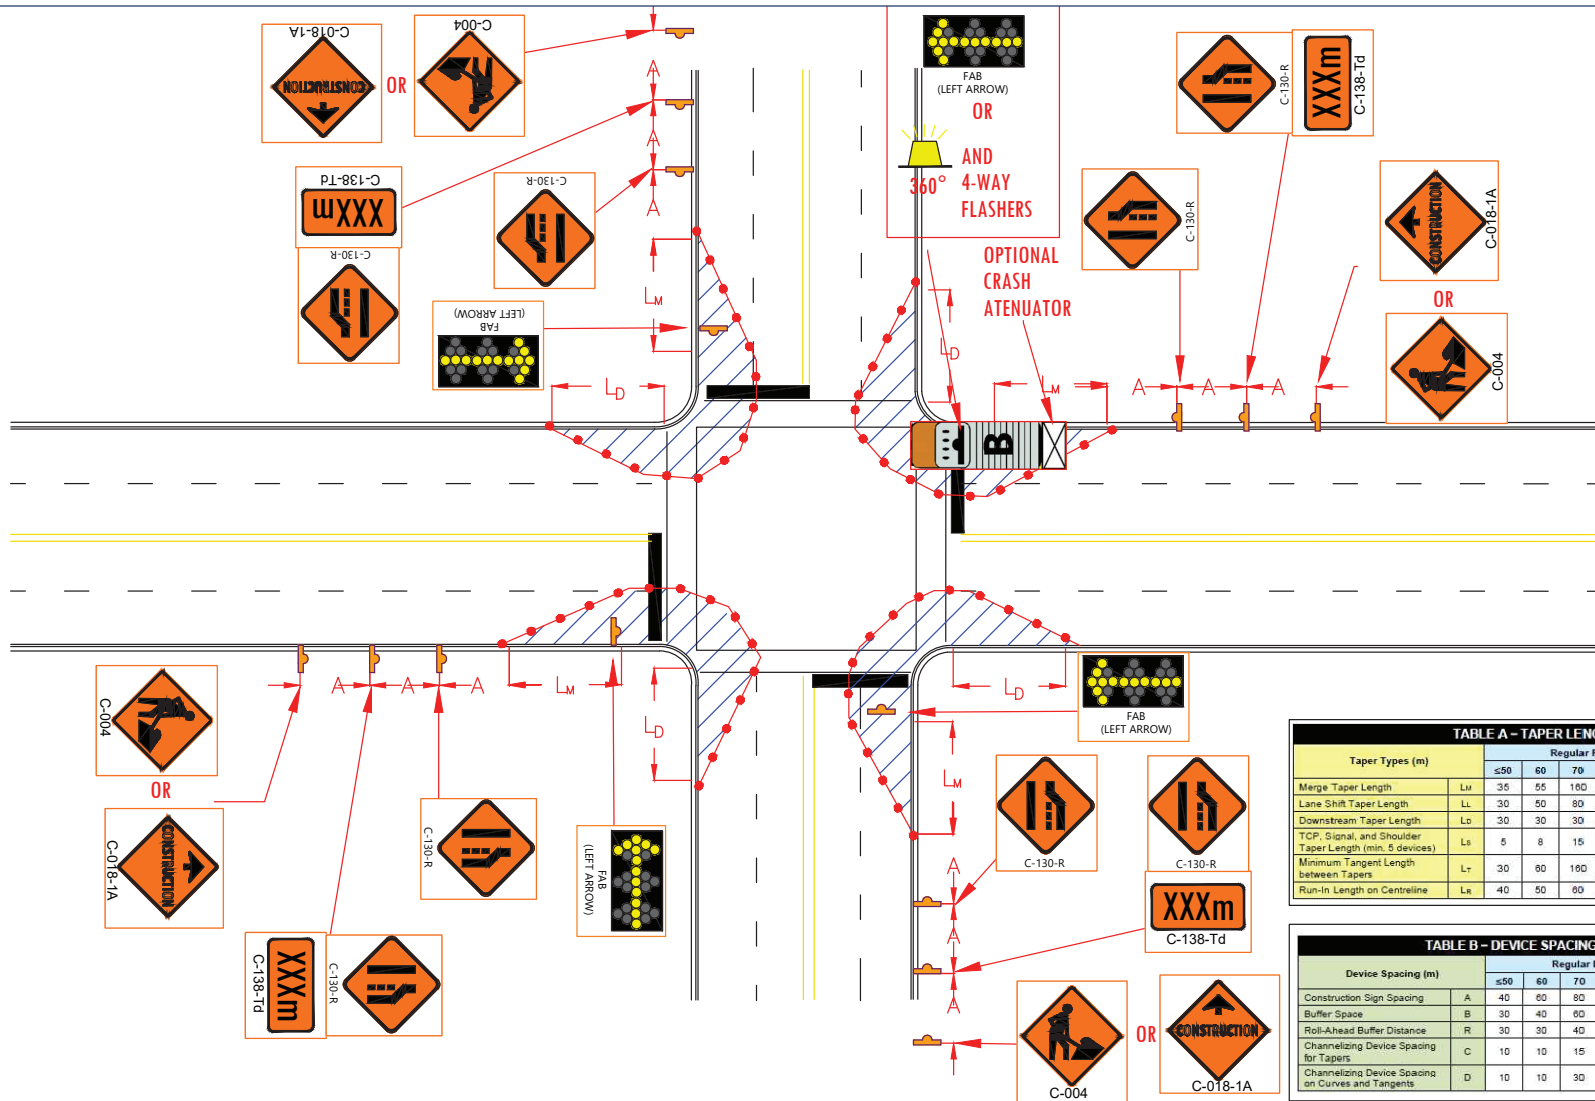 C-018-1A
CONSTRUCTION
OR
C-004
C-138-Td
XXXm
C-130-R
C-130-R
FAB
(LEFT ARROW)
A
A
A
LM
LD
FAB
(LEFT ARROW)
OR
360°
AND
4-WAY
FLASHERS
OPTIONAL
CRASH
ATENUATOR
B
LD
LM
A
A
A
C-130-R
XXXm
C-138-Td
C-130-R
CONSTRUCTION
C-018-1A
OR
C-004
C-004
OR
CONSTRUCTION
C-018-1A
A
A
A
LM
LD
C-130-R
XXXm
C-138-Td
C-130-R
FAB
(LEFT ARROW)
LD
FAB
(LEFT ARROW)
LM
A
A
A
C-130-R
C-130-R
XXXm
C-138-Td
C-004
OR
CONSTRUCTION
C-018-1A
TABLE A – TAPER LENG
Taper Types (m)
Regular R
≤50 60 70
Merge Taper Length LM 35 55 160
Lane Shift Taper Length LL 30 50 80
Downstream Taper Length LD 30 30 30
TCP, Signal, and Shoulder
Taper Length (min. 5 devices) LS 5 8 15
Minimum Tangent Length
between Tapers LT 30 60 160
Run-In Length on Centreline LR 40 50 60
TABLE B – DEVICE SPACING
Device Spacing (m)
Regular
≤50 60 70
Construction Sign Spacing A 40 60 80
Buffer Space B 30 40 60
Roll-Ahead Buffer Distance R 30 30 40
Channelizing Device Spacing
for Tapers C 10 10 15
Channelizing Device Spacing
on Curves and Tangents D 10 10 30